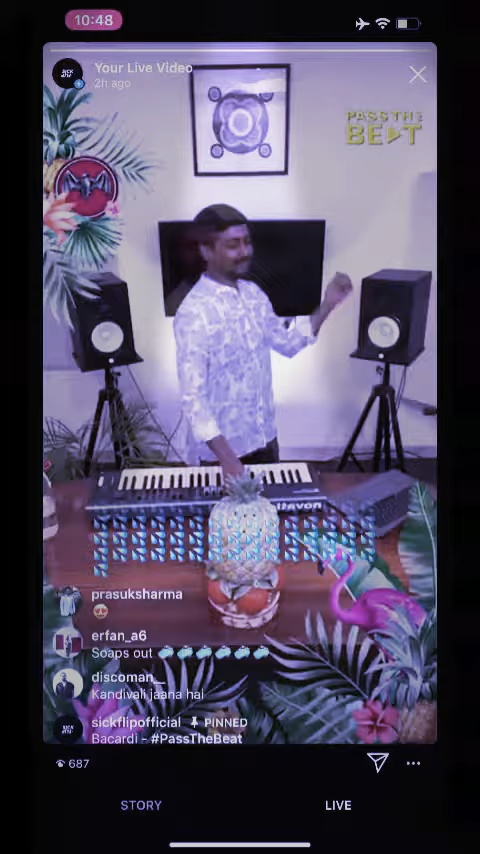 10:48
Your Live Video
2h ago
PASS THE
BEAT
prasuksharma
😍
erfan_a6
Soaps out 🧼🧼🧼🧼🧼🧼
discoman__
Kandivali jaana hai
sickflipofficial PINNED
Bacardi - #PassTheBeat
687
STORY
LIVE